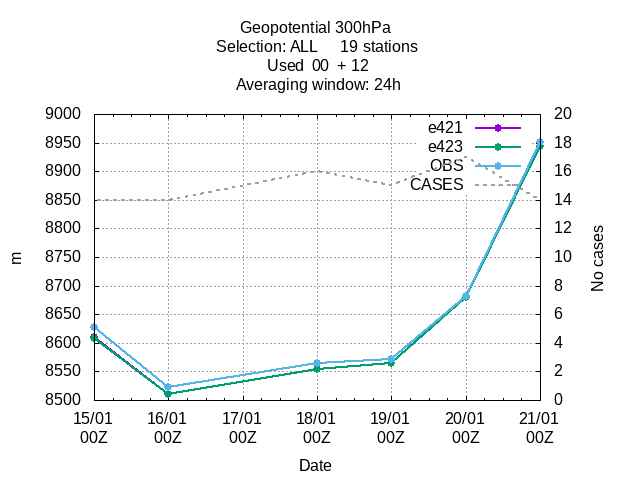 Geopotential 300hPa
Selection: ALL 19 stations
Used 00 + 12
Averaging window: 24h
9000
8950
8900
8850
8800
8750
8700
8650
8600
8550
8500
m
20
18
16
14
12
10
8
6
4
2
0
No cases
e421
e423
OBS
CASES
15/01 16/01 17/01 18/01 19/01 20/01 21/01
00Z 00Z 00Z 00Z 00Z 00Z 00Z
Date